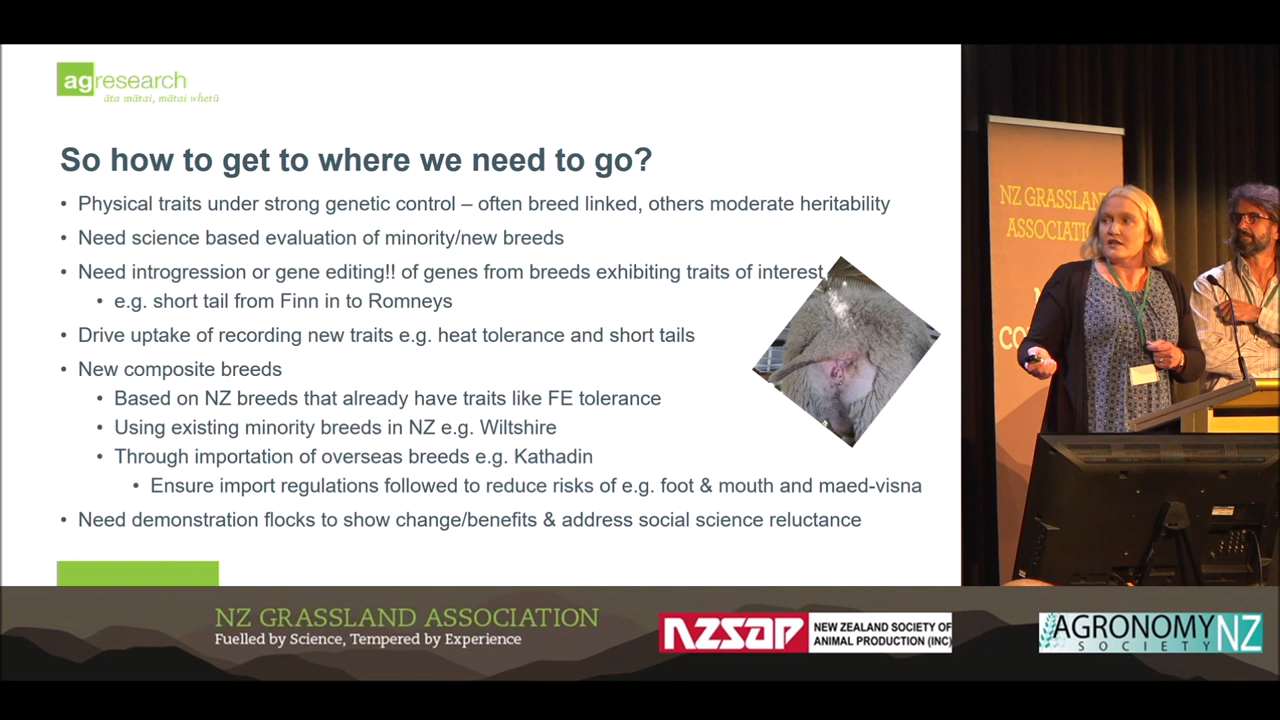 agresearch
āta mātai, mātai whetū
So how to get to where we need to go?
• Physical traits under strong genetic control – often breed linked, others moderate heritability
• Need science based evaluation of minority/new breeds
• Need introgression or gene editing!! of genes from breeds exhibiting traits of interest
• e.g. short tail from Finn in to Romneys
• Drive uptake of recording new traits e.g. heat tolerance and short tails
• New composite breeds
• Based on NZ breeds that already have traits like FE tolerance
• Using existing minority breeds in NZ e.g. Wiltshire
• Through importation of overseas breeds e.g. Kathadin
• Ensure import regulations followed to reduce risks of e.g. foot & mouth and maed-visna
• Need demonstration flocks to show change/benefits & address social science reluctance
NZ GRASSLAND
ASSOCIATION
NZ GRASSLAND ASSOCIATION
Fuelled by Science, Tempered by Experience
NZSAP
NEW ZEALAND SOCIETY OF
ANIMAL PRODUCTION (INC)
AGRONOMY NZ
SOCIETY